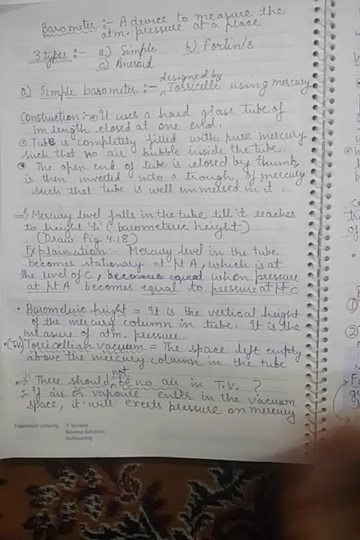 Barometer :- A device to measure the
atm. pressure at a place
3 types :- a) Simple b) Fortin's
c) Aneroid
a) Simple barometer :- designed by Torricelli using mercury
Construction :- It uses a hard glass tube of
1m length closed at one end.
Tube is completely filled with pure mercury
such that no air bubble inside the tube.
The open end of tube is closed by thumb
is then inverted into a trough of mercury
such that tube is well immersed in it.
⇒ Mercury level falls in the tube till it reaches
to height 'h' (barometric height)
(Draw Fig 4.18)
Explanation: Mercury level in the tube
becomes stationary at pt A, which is at
the level of C, becomes equal when pressure
at pt A becomes equal to pressure at pt C
• Barometric height = It is the vertical height
of the mercury column in tube. It is the
measure of atm. pressure.
Torricellian vacuum = The space left empty
above the mercury column in the tube
There should not be no air in T.V. ?
If air or vapours enter in the vacuum
space, it will exerts pressure on mercury
Experience certainty.
IT Services
Business Solutions
Outsourcing